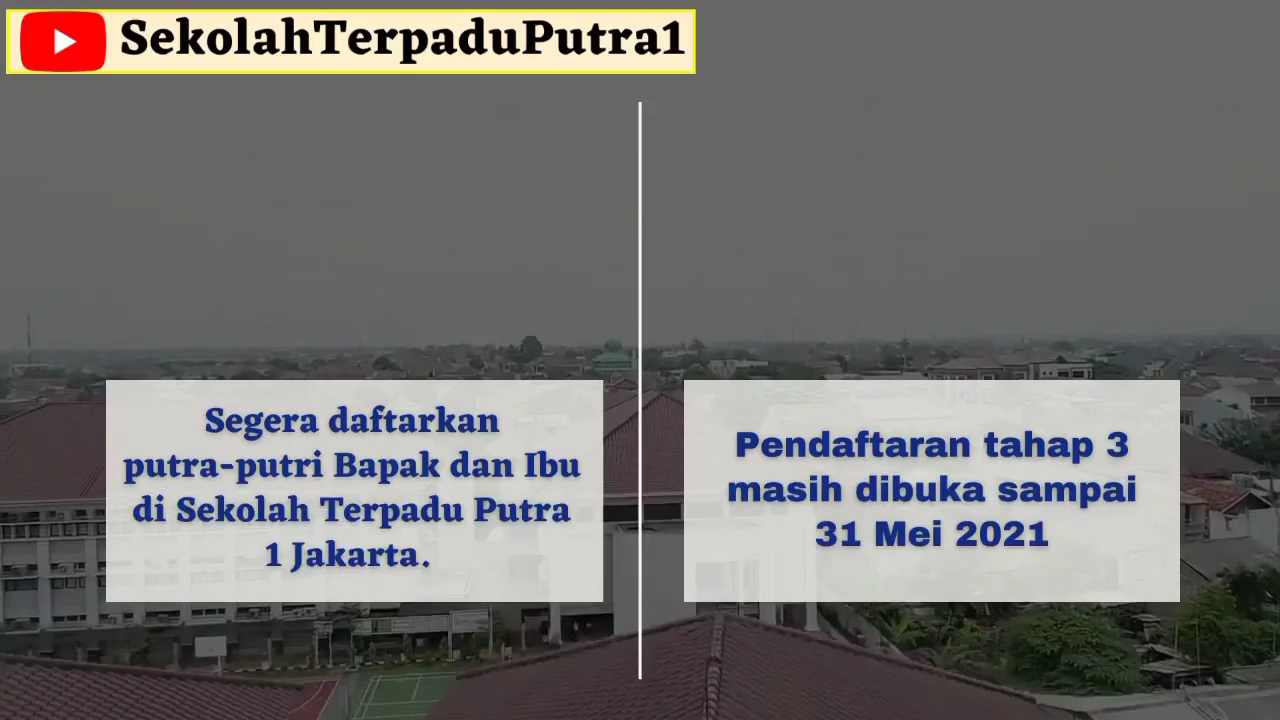 SekolahTerpaduPutra1
Segera daftarkan
putra-putri Bapak dan Ibu
di Sekolah Terpadu Putra
1 Jakarta.
Pendaftaran tahap 3
masih dibuka sampai
31 Mei 2021